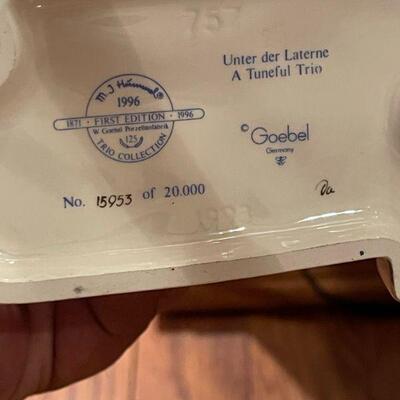 757
Unter der Laterne
A Tuneful Trio
M. J. Hummel®
1996
1871 · FIRST EDITION · 1996
W. Goebel Porzellanfabrik
125
TRIO COLLECTION
© Goebel
Germany
No. 15953 of 20.000